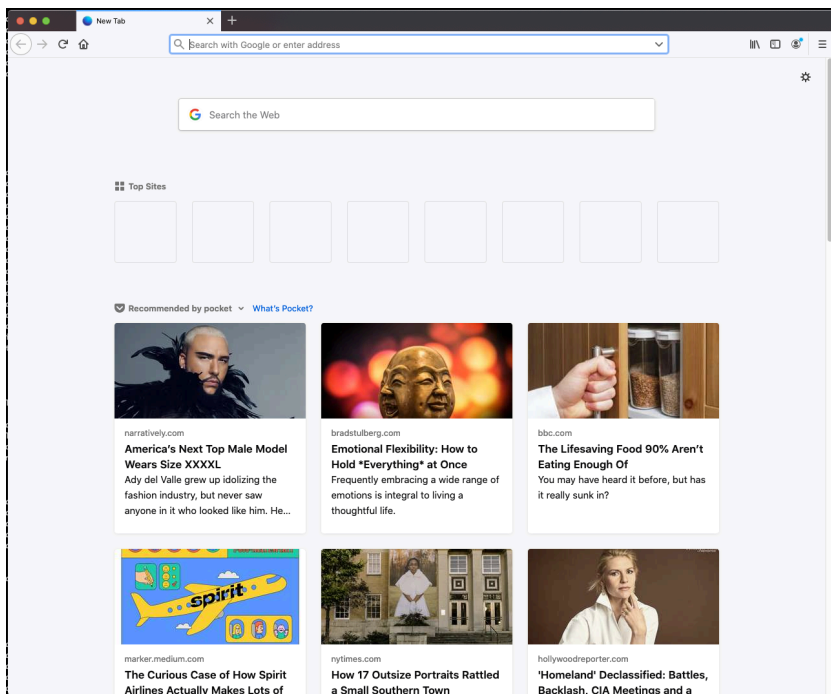 New Tab
Search with Google or enter address
Search the Web
Top Sites
Recommended by pocket What's Pocket?
narratively.com
America's Next Top Male Model
Wears Size XXXXL
Ady del Valle grew up idolizing the
fashion industry, but never saw
anyone in it who looked like him. He...
bradstulberg.com
Emotional Flexibility: How to
Hold *Everything* at Once
Frequently embracing a wide range of
emotions is integral to living a
thoughtful life.
bbc.com
The Lifesaving Food 90% Aren't
Eating Enough Of
You may have heard it before, but has
it really sunk in?
spirit
marker.medium.com
The Curious Case of How Spirit
Airlines Actually Makes Lots of
nytimes.com
How 17 Outsize Portraits Rattled
a Small Southern Town
hollywoodreporter.com
'Homeland' Declassified: Battles,
Backlash, CIA Meetings and a